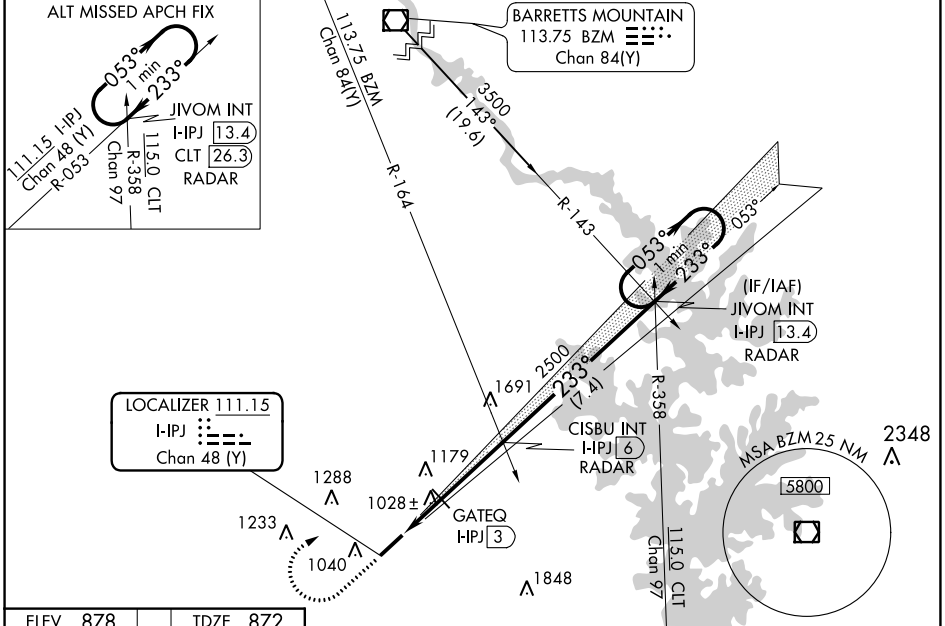 ALT MISSED APCH FIX
053°
1 min
233°
JIVOM INT
I-IPJ 13.4
CLT 26.3
RADAR
111.15 I-IPJ
Chan 48 (Y)
R-053
115.0 CLT
R-358
Chan 97
113.75 BZM
Chan 84(Y)
R-164
BARRETTS MOUNTAIN
113.75 BZM
Chan 84(Y)
3500
143°
(19.6)
R-143
053°
1 min
233°
053°
(IF/IAF)
JIVOM INT
I-IPJ 13.4
RADAR
2500
233°
(7.4)
R-358
1691
CISBU INT
I-IPJ 6
RADAR
LOCALIZER 111.15
I-IPJ
Chan 48 (Y)
1179
1288
1028±
GATEQ
I-IPJ 3
1233
1040
1848
115.0 CLT
Chan 97
MSA BZM 25 NM
5800
2348
ELEV 878
TDZE 872